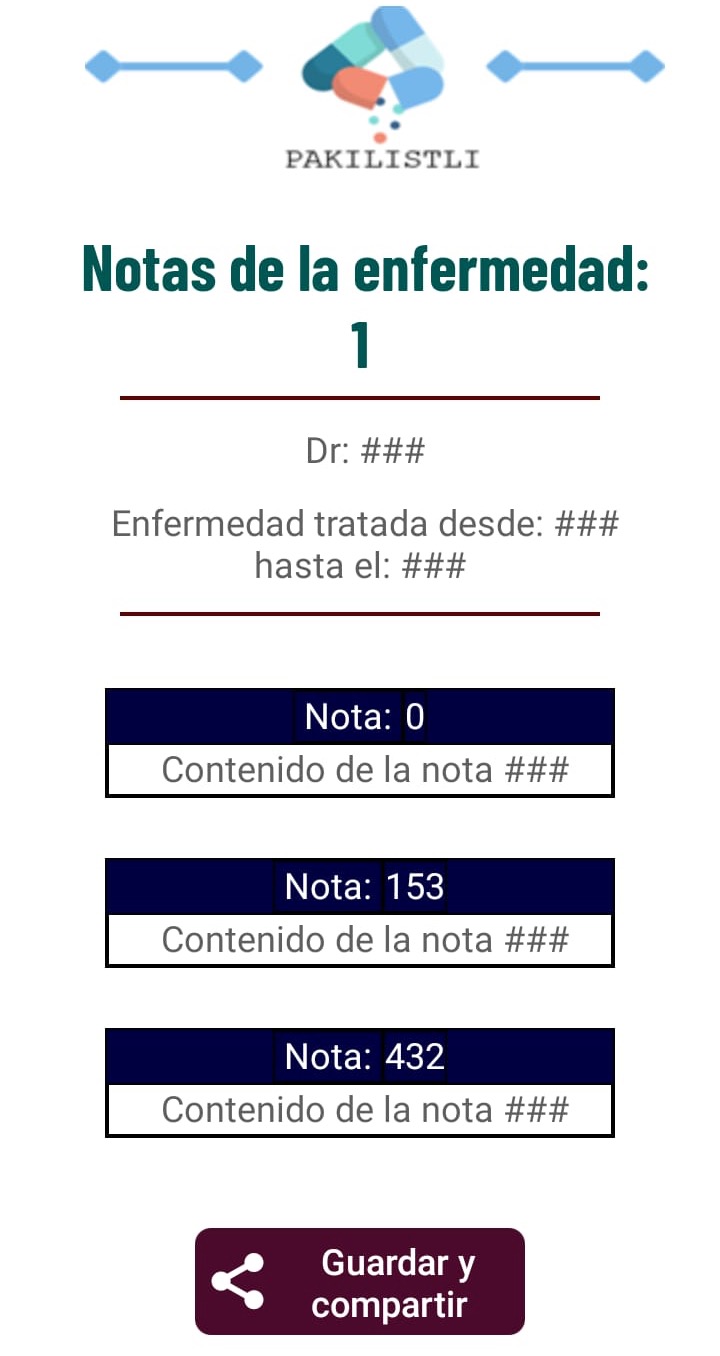 PAKILISTLI
Notas de la enfermedad:
1
Dr: ###
Enfermedad tratada desde: ###
hasta el: ###
Nota: 0
Contenido de la nota ###
Nota: 153
Contenido de la nota ###
Nota: 432
Contenido de la nota ###
Guardar y
compartir